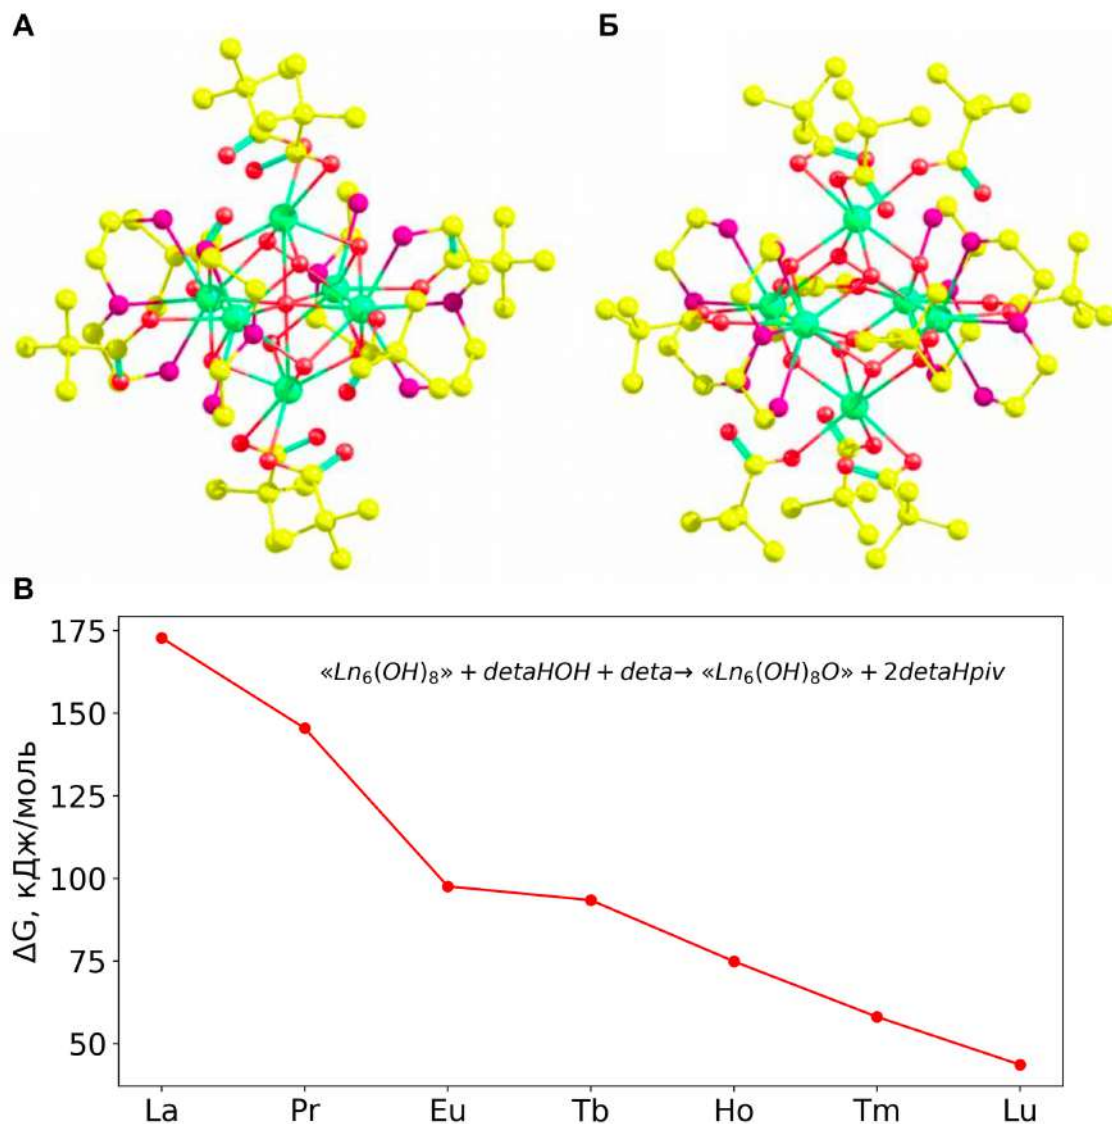 А
Б
В
«Ln₆(OH)₈» + detaHOH + deta→ «Ln₆(OH)₈O» + 2detaHpiv
ΔG, кДж/моль
175
150
125
100
75
50
La Pr Eu Tb Ho Tm Lu